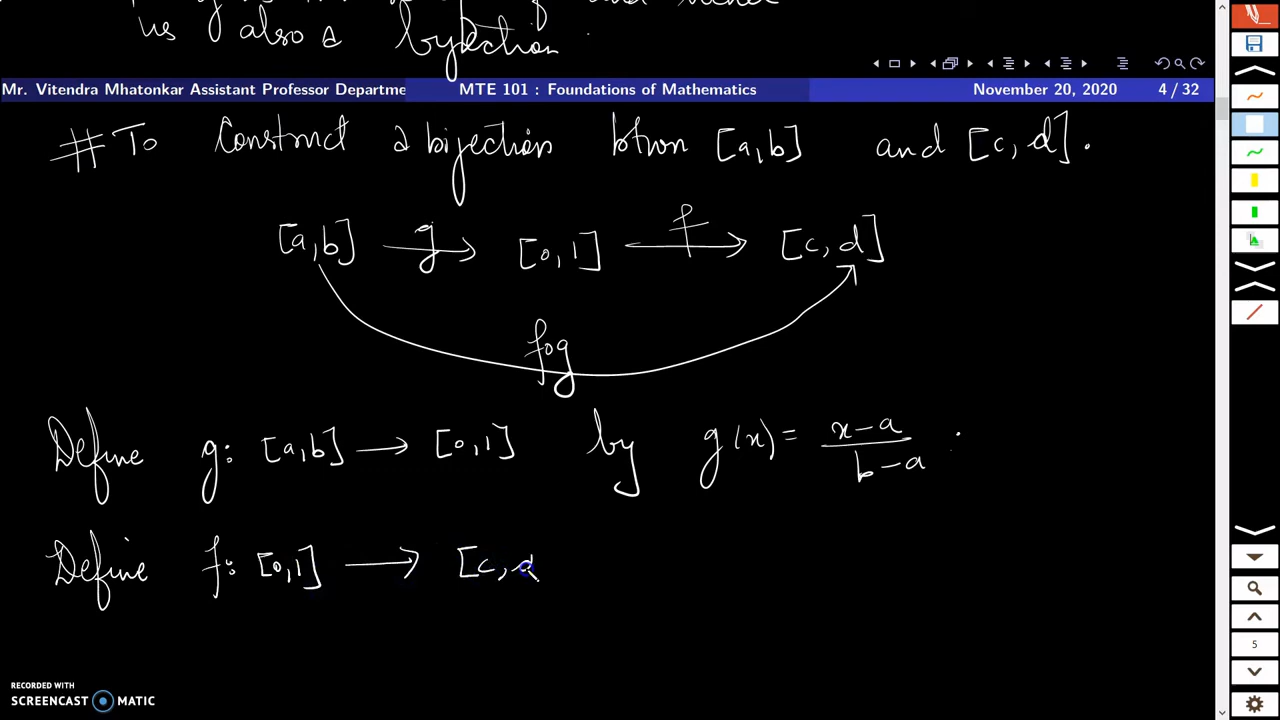 us g also a bijection.
Mr. Vitendra Mhatonkar Assistant Professor Departme MTE 101 : Foundations of Mathematics November 20, 2020 4 / 32
# To Construct a bijection btwn [a,b] and [c,d].
[a,b] g→ [0,1] f→ [c,d]
fog
Define g: [a,b] → [0,1] by g(x) = x-a / b-a .
Define f: [0,1] → [c, d
5
RECORDED WITH
SCREENCAST MATIC